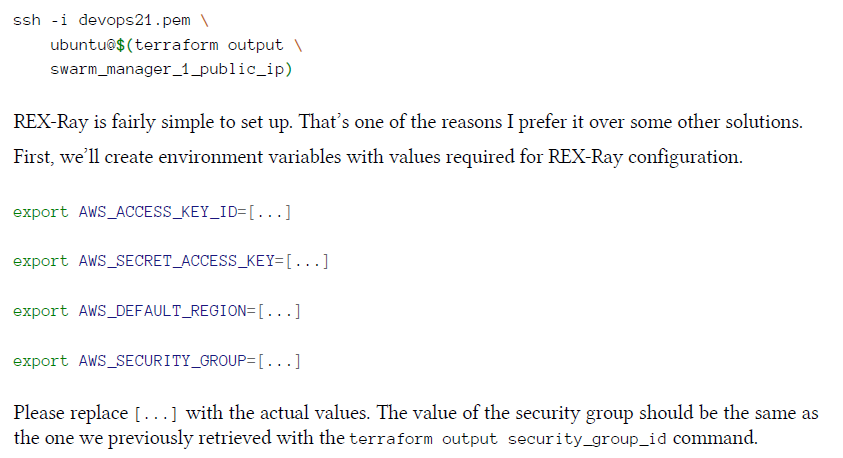 ssh -i devops21.pem \
ubuntu@$(terraform output \
swarm_manager_1_public_ip)
REX-Ray is fairly simple to set up. That’s one of the reasons I prefer it over some other solutions.
First, we’ll create environment variables with values required for REX-Ray configuration.
export AWS_ACCESS_KEY_ID=[...]
export AWS_SECRET_ACCESS_KEY=[...]
export AWS_DEFAULT_REGION=[...]
export AWS_SECURITY_GROUP=[...]
Please replace [...] with the actual values. The value of the security group should be the same as
the one we previously retrieved with the terraform output security_group_id command.